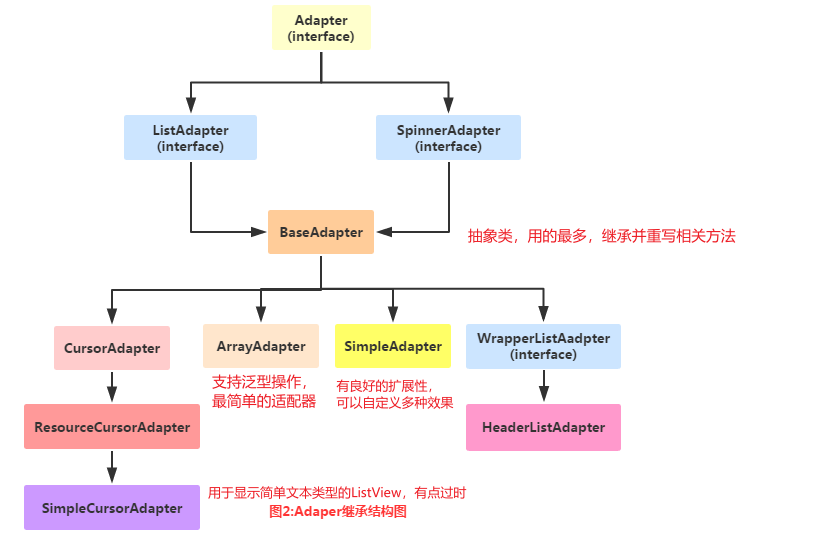 Adapter
(interface)
ListAdapter
(interface)
SpinnerAdapter
(interface)
BaseAdapter
抽象类，用的最多，继承并重写相关方法
CursorAdapter
ArrayAdapter
SimpleAdapter
WrapperListAadpter
(interface)
支持泛型操作，
最简单的适配器
有良好的扩展性，
可以自定义多种效果
ResourceCursorAdapter
HeaderListAdapter
SimpleCursorAdapter
用于显示简单文本类型的ListView，有点过时
图2:Adaper继承结构图